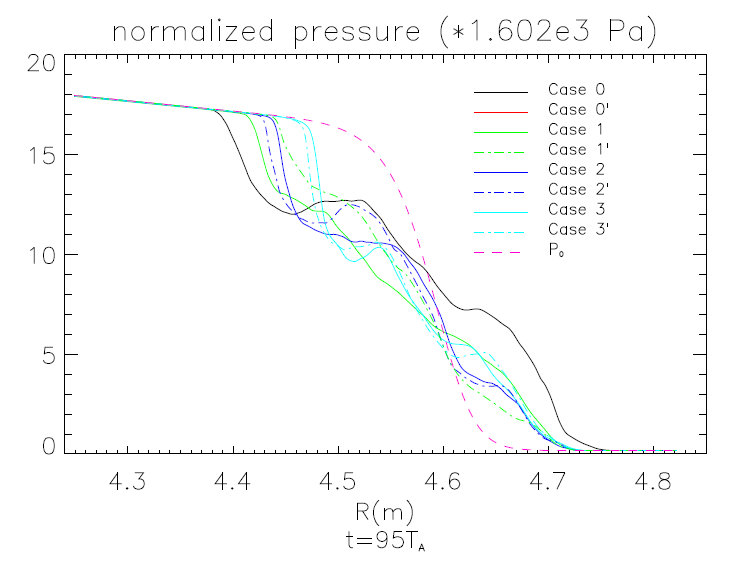 normalized pressure (*1.602e3 Pa)
20
15
10
5
0
Case 0
Case 0'
Case 1
Case 1'
Case 2
Case 2'
Case 3
Case 3'
P₀
4.3 4.4 4.5 4.6 4.7 4.8
R(m)
t=95T_A